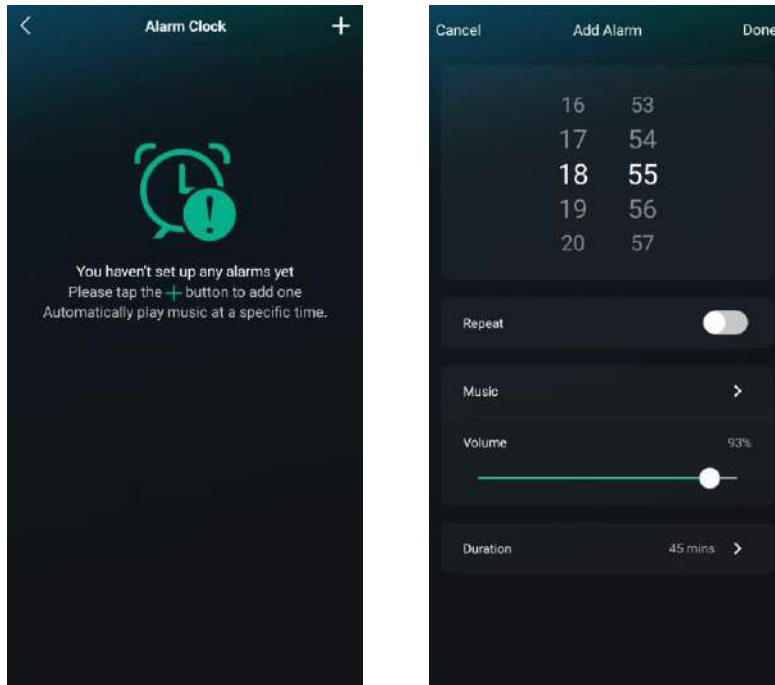 Alarm Clock
You haven't set up any alarms yet
Please tap the + button to add one
Automatically play music at a specific time.
Cancel Add Alarm Done
16 53
17 54
18 55
19 56
20 57
Repeat
Music
Volume 93%
Duration 45 mins